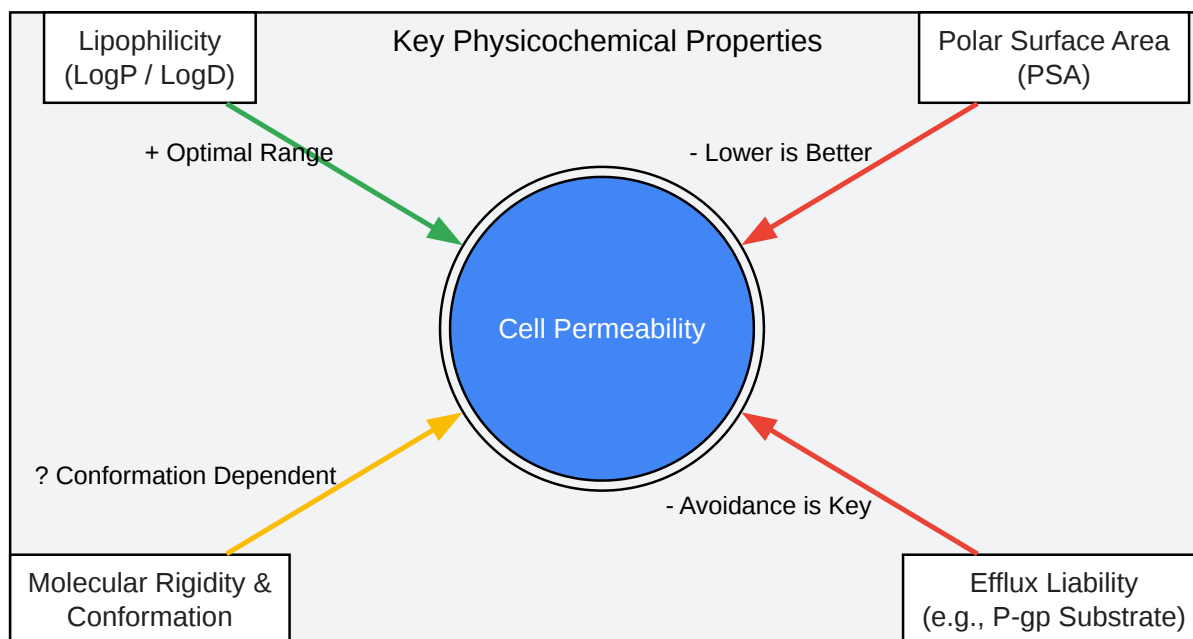 Lipophilicity
(LogP / LogD)
Key Physicochemical Properties
Polar Surface Area
(PSA)
+ Optimal Range
- Lower is Better
Cell Permeability
? Conformation Dependent
- Avoidance is Key
Molecular Rigidity &
Conformation
Efflux Liability
(e.g., P-gp Substrate)